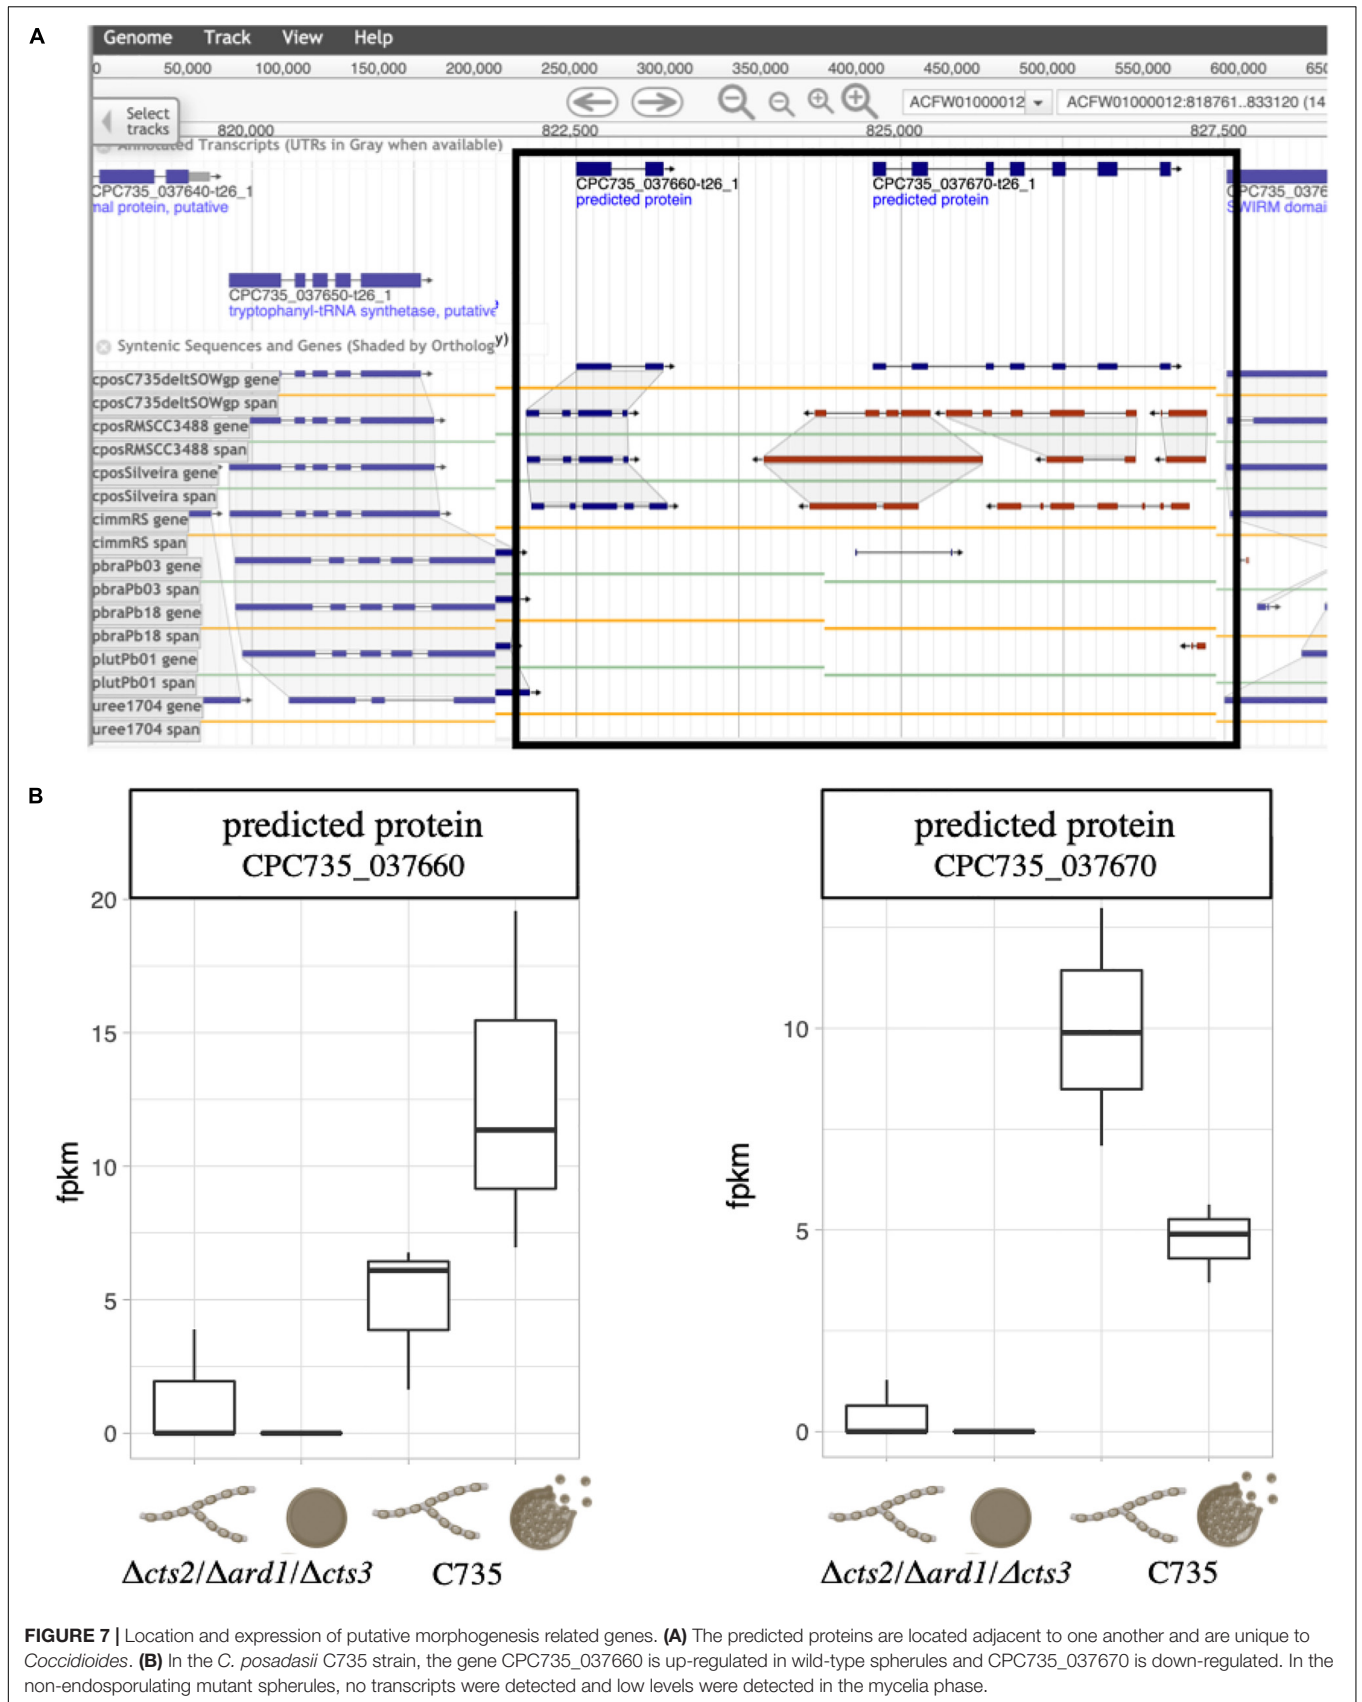 A
Genome Track View Help
0 50,000 100,000 150,000 200,000 250,000 300,000 350,000 400,000 450,000 500,000 550,000 600,000 650
Select
tracks
ACFW01000012 ACFW01000012:818761..833120 (14
820,000 822,500 825,000 827,500
Annotated Transcripts (UTRs in Gray when available)
CPC735_037640-t26_1
nal protein, putative
CPC735_037660-t26_1
predicted protein
CPC735_037670-t26_1
predicted protein
CPC735_0376
SWIRM domai
CPC735_037650-t26_1
tryptophanyl-tRNA synthetase, putative
Syntenic Sequences and Genes (Shaded by Ortholog y)
cposC735deltSOWgp gene
cposC735deltSOWgp span
cposRMSCC3488 gene
cposRMSCC3488 span
cposSilveira gene
cposSilveira span
cimmRS gene
cimmRS span
pbraPb03 gene
pbraPb03 span
pbraPb18 gene
pbraPb18 span
plutPb01 gene
plutPb01 span
uree1704 gene
uree1704 span
B
predicted protein
CPC735_037660
20
15
10
5
0
fpkm
Δcts2/Δard1/Δcts3 C735
predicted protein
CPC735_037670
10
5
0
fpkm
Δcts2/Δard1/Δcts3 C735
FIGURE 7 | Location and expression of putative morphogenesis related genes. (A) The predicted proteins are located adjacent to one another and are unique to
Coccidioides. (B) In the C. posadasii C735 strain, the gene CPC735_037660 is up-regulated in wild-type spherules and CPC735_037670 is down-regulated. In the
non-endosporulating mutant spherules, no transcripts were detected and low levels were detected in the mycelia phase.